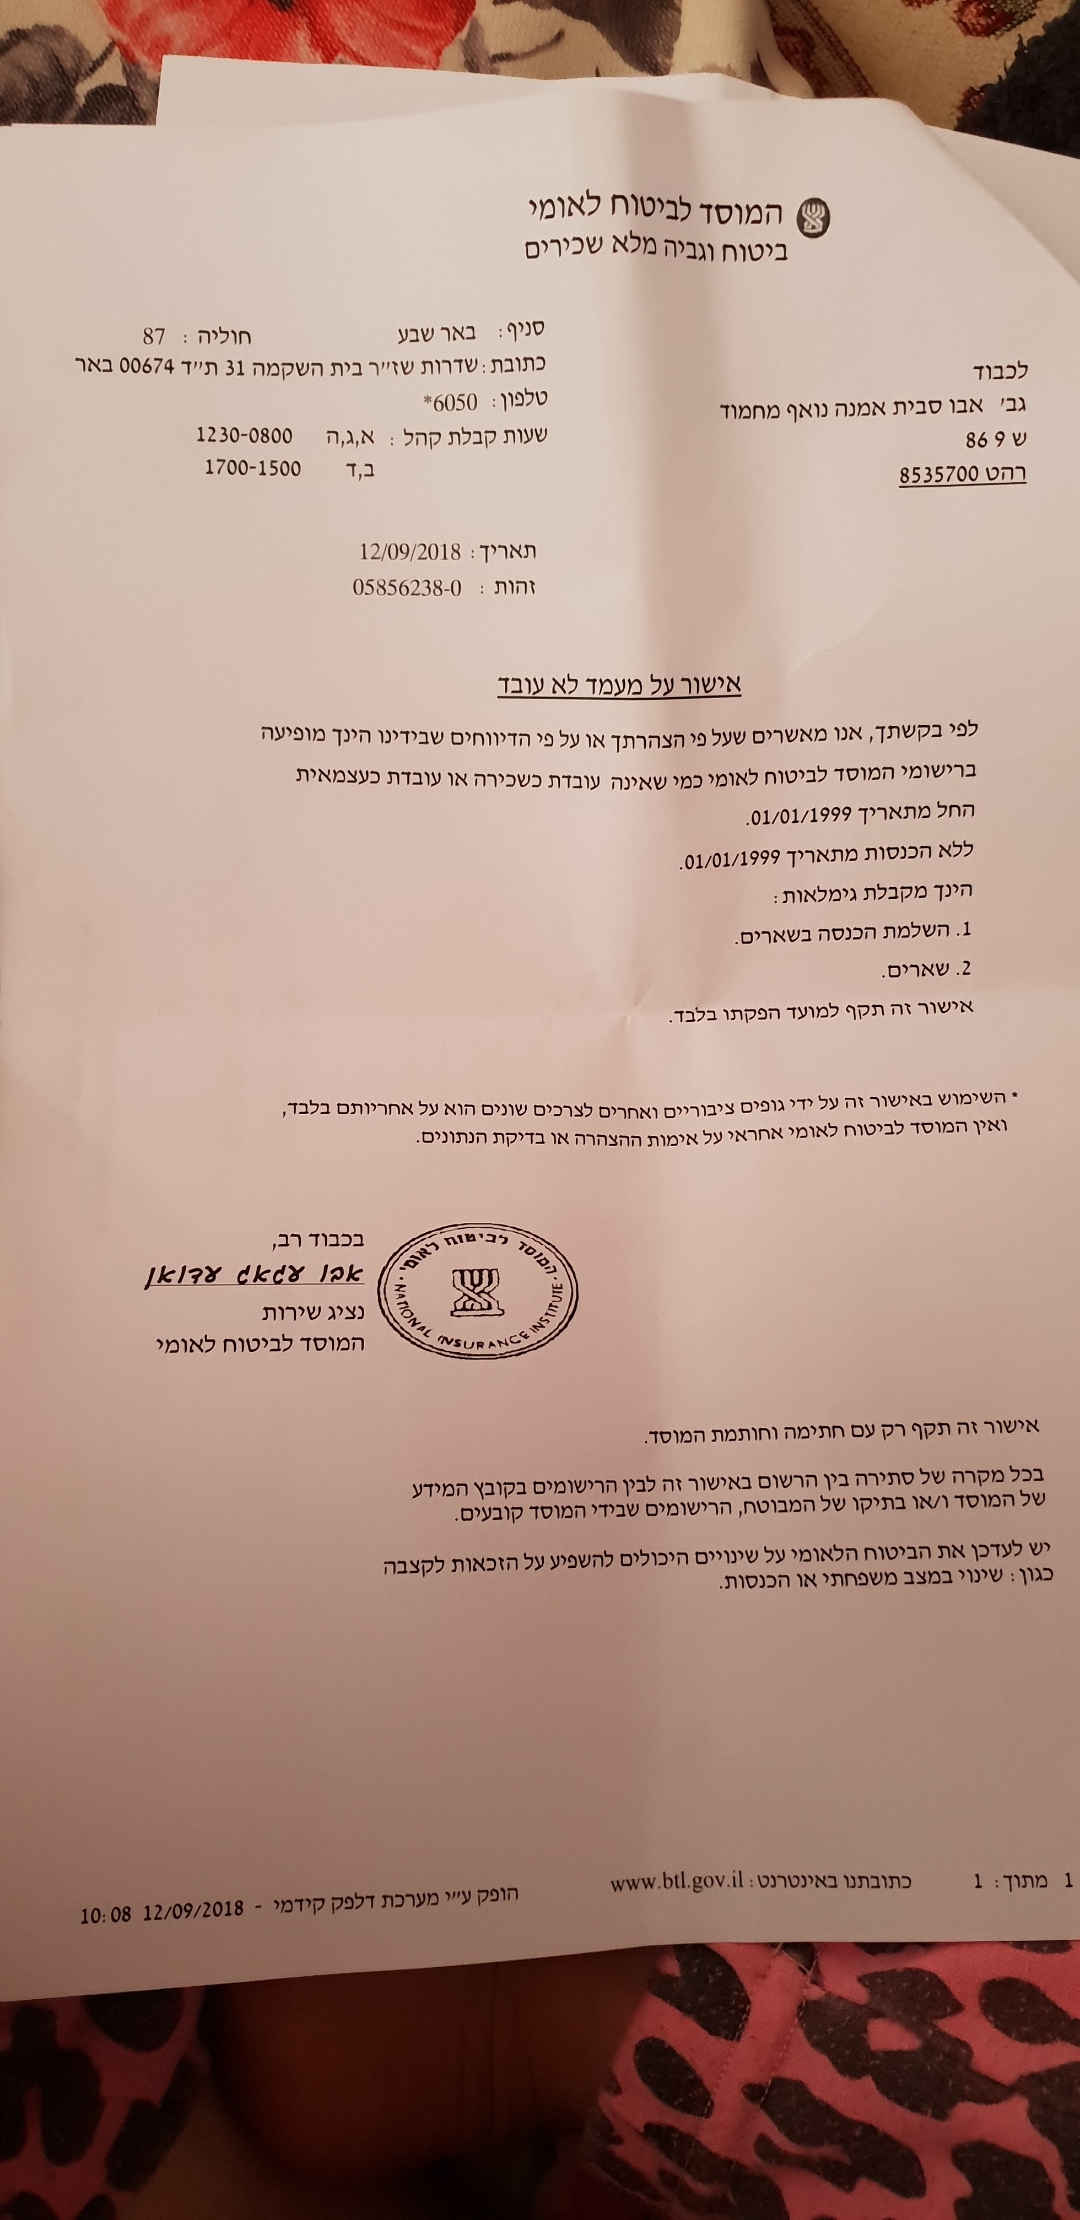 המוסד לביטוח לאומי
ביטוח וגביה מלא שכירים
סניף: באר שבע חוליה : 87
כתובת: שדרות שז״ר בית השקמה 31 ת״ד 00674 באר
טלפון: 6050*
שעות קבלת קהל : א,ג,ה 1230-0800
ב,ד 1700-1500
לכבוד
גב' אבו סבית אמנה נואף מחמוד
ש 9 86
רהט 8535700
תאריך: 12/09/2018
זהות : 05856238-0
אישור על מעמד לא עובד
לפי בקשתך, אנו מאשרים שעל פי הצהרתך או על פי הדיווחים שבידינו הינך מופיעה
ברישומי המוסד לביטוח לאומי כמי שאינה עובדת כשכירה או עובדת כעצמאית
החל מתאריך 01/01/1999.
ללא הכנסות מתאריך 01/01/1999.
הינך מקבלת גימלאות:
1. השלמת הכנסה בשארים.
2. שארים.
אישור זה תקף למועד הפקתו בלבד.
* השימוש באישור זה על ידי גופים ציבוריים ואחרים לצרכים שונים הוא על אחריותם בלבד,
ואין המוסד לביטוח לאומי אחראי על אימות ההצהרה או בדיקת הנתונים.
בכבוד רב,
אבו עגאג עדואן
נציג שירות
המוסד לביטוח לאומי
המוסד לביטוח לאומי
NATIONAL INSURANCE INSTITUTE
אישור זה תקף רק עם חתימה וחותמת המוסד.
בכל מקרה של סתירה בין הרשום באישור זה לבין הרישומים בקובץ המידע
של המוסד ו/או בתיקו של המבוטח, הרישומים שבידי המוסד קובעים.
יש לעדכן את הביטוח הלאומי על שינויים היכולים להשפיע על הזכאות לקצבה
כגון: שינוי במצב משפחתי או הכנסות.
1 מתוך: 1 כתובתנו באינטרנט: www.btl.gov.il הופק ע״י מערכת דלפק קידמי - 12/09/2018 10:08